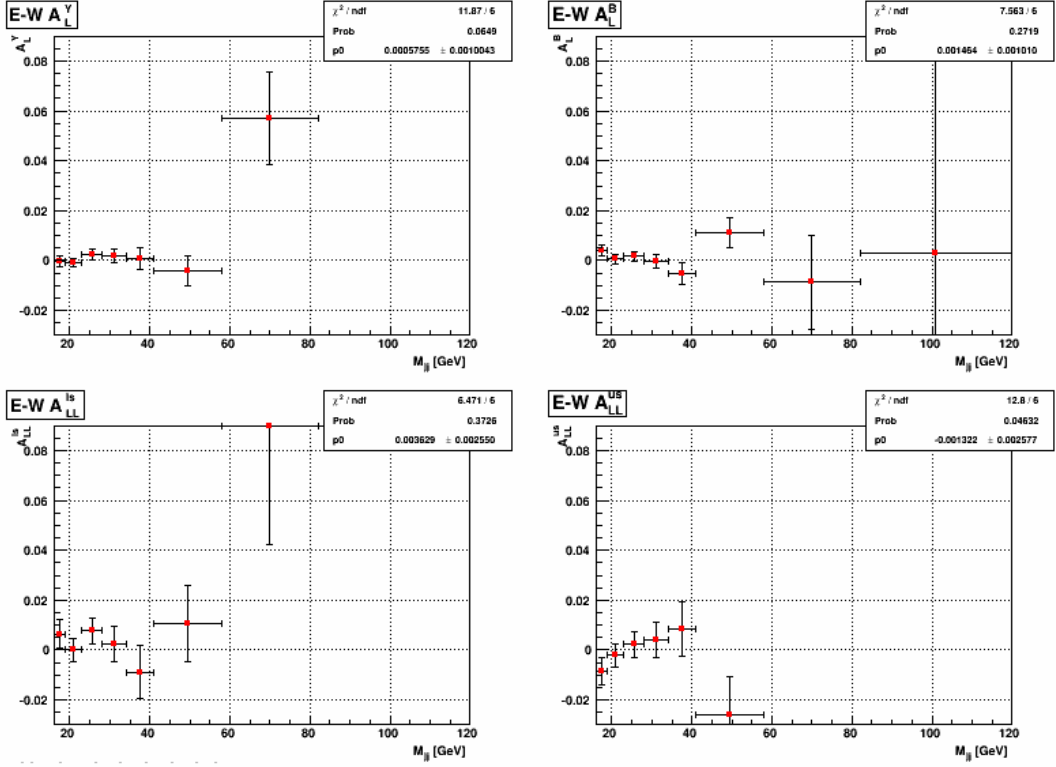 E-W A_L^Y
χ² / ndf 11.87 / 6
Prob 0.0649
p0 0.0005755 ± 0.0010043
A_L^Y
0.08
0.06
0.04
0.02
0
-0.02
20 40 60 80 100 120
M_jj [GeV]
E-W A_L^B
χ² / ndf 7.563 / 6
Prob 0.2719
p0 0.001464 ± 0.001010
A_L^B
0.08
0.06
0.04
0.02
0
-0.02
20 40 60 80 100 120
M_jj [GeV]
E-W A_LL^ls
χ² / ndf 6.471 / 6
Prob 0.3726
p0 0.003629 ± 0.002550
A_LL^ls
0.08
0.06
0.04
0.02
0
-0.02
20 40 60 80 100 120
M_jj [GeV]
E-W A_LL^us
χ² / ndf 12.8 / 6
Prob 0.04632
p0 -0.001322 ± 0.002577
A_LL^us
0.08
0.06
0.04
0.02
0
-0.02
20 40 60 80 100 120
M_jj [GeV]